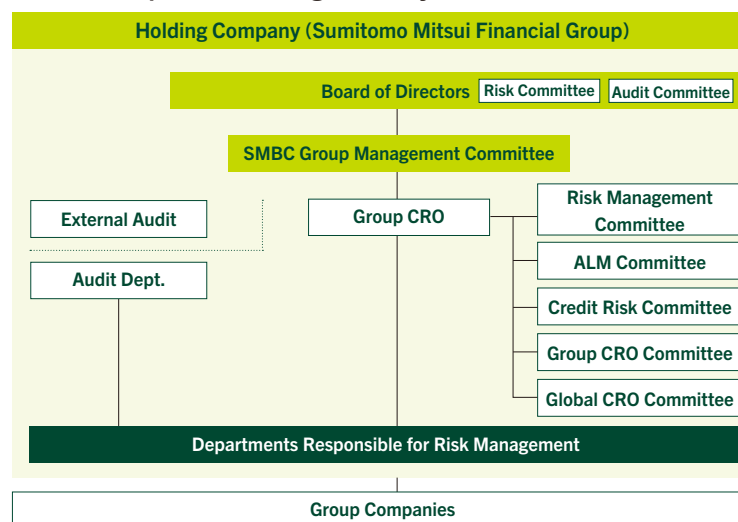 Holding Company (Sumitomo Mitsui Financial Group)
Board of Directors
Risk Committee
Audit Committee
SMBC Group Management Committee
External Audit
Group CRO
Risk Management
Committee
Audit Dept.
ALM Committee
Credit Risk Committee
Group CRO Committee
Global CRO Committee
Departments Responsible for Risk Management
Group Companies